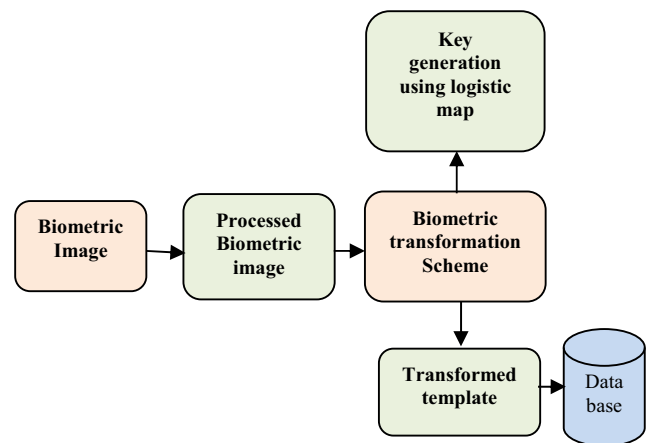 Key
generation
using logistic
map
Biometric
Image
Processed
Biometric
image
Biometric
transformation
Scheme
Transformed
template
Data
base